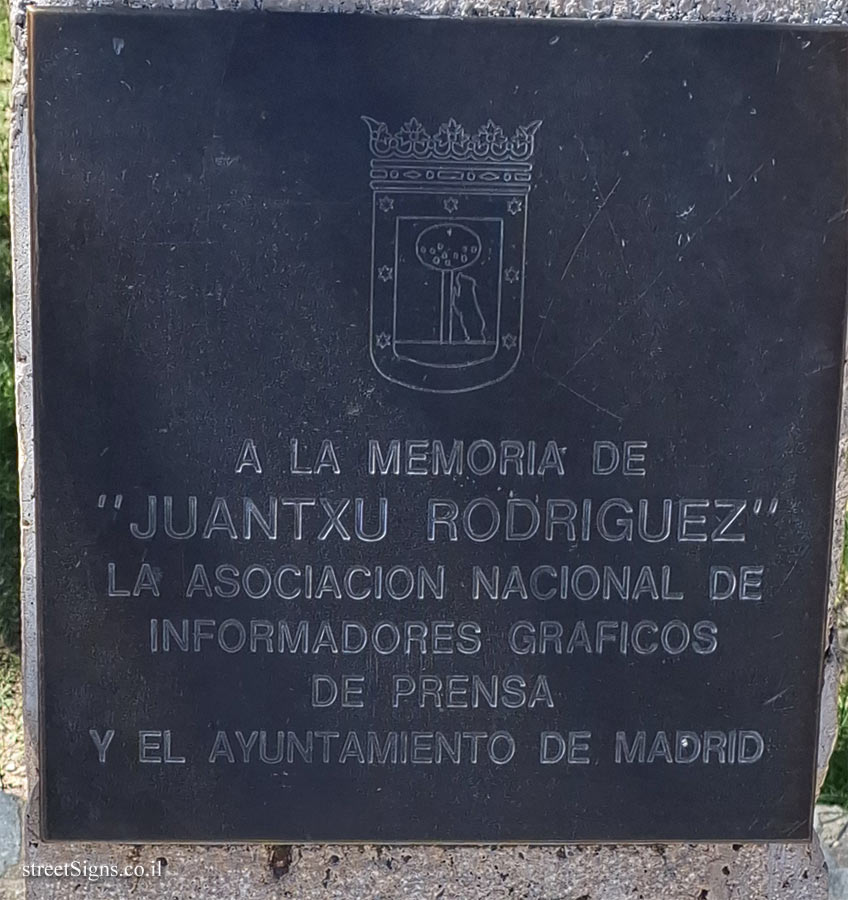 A LA MEMORIA DE
"JUANTXU RODRIGUEZ"
LA ASOCIACION NACIONAL DE
INFORMADORES GRAFICOS
DE PRENSA
Y EL AYUNTAMIENTO DE MADRID
streetSigns.co.il